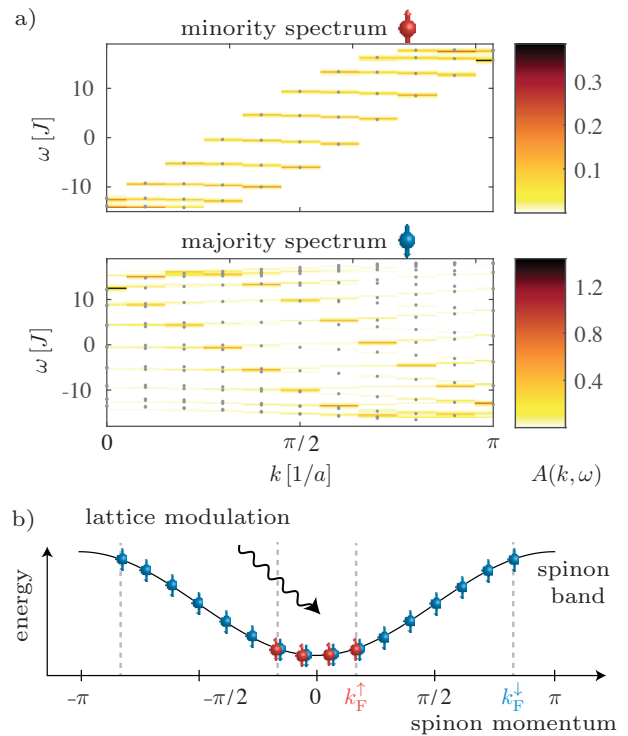 a)
minority spectrum
ω [J]
10
0
-10
0.3
0.2
0.1
majority spectrum
ω [J]
10
0
-10
1.2
0.8
0.4
0
π/2
π
k [1/a]
A(k, ω)
b)
lattice modulation
energy
spinon
band
−π
−π/2
0
k_F^↑
π/2
k_F^↓
π
spinon momentum